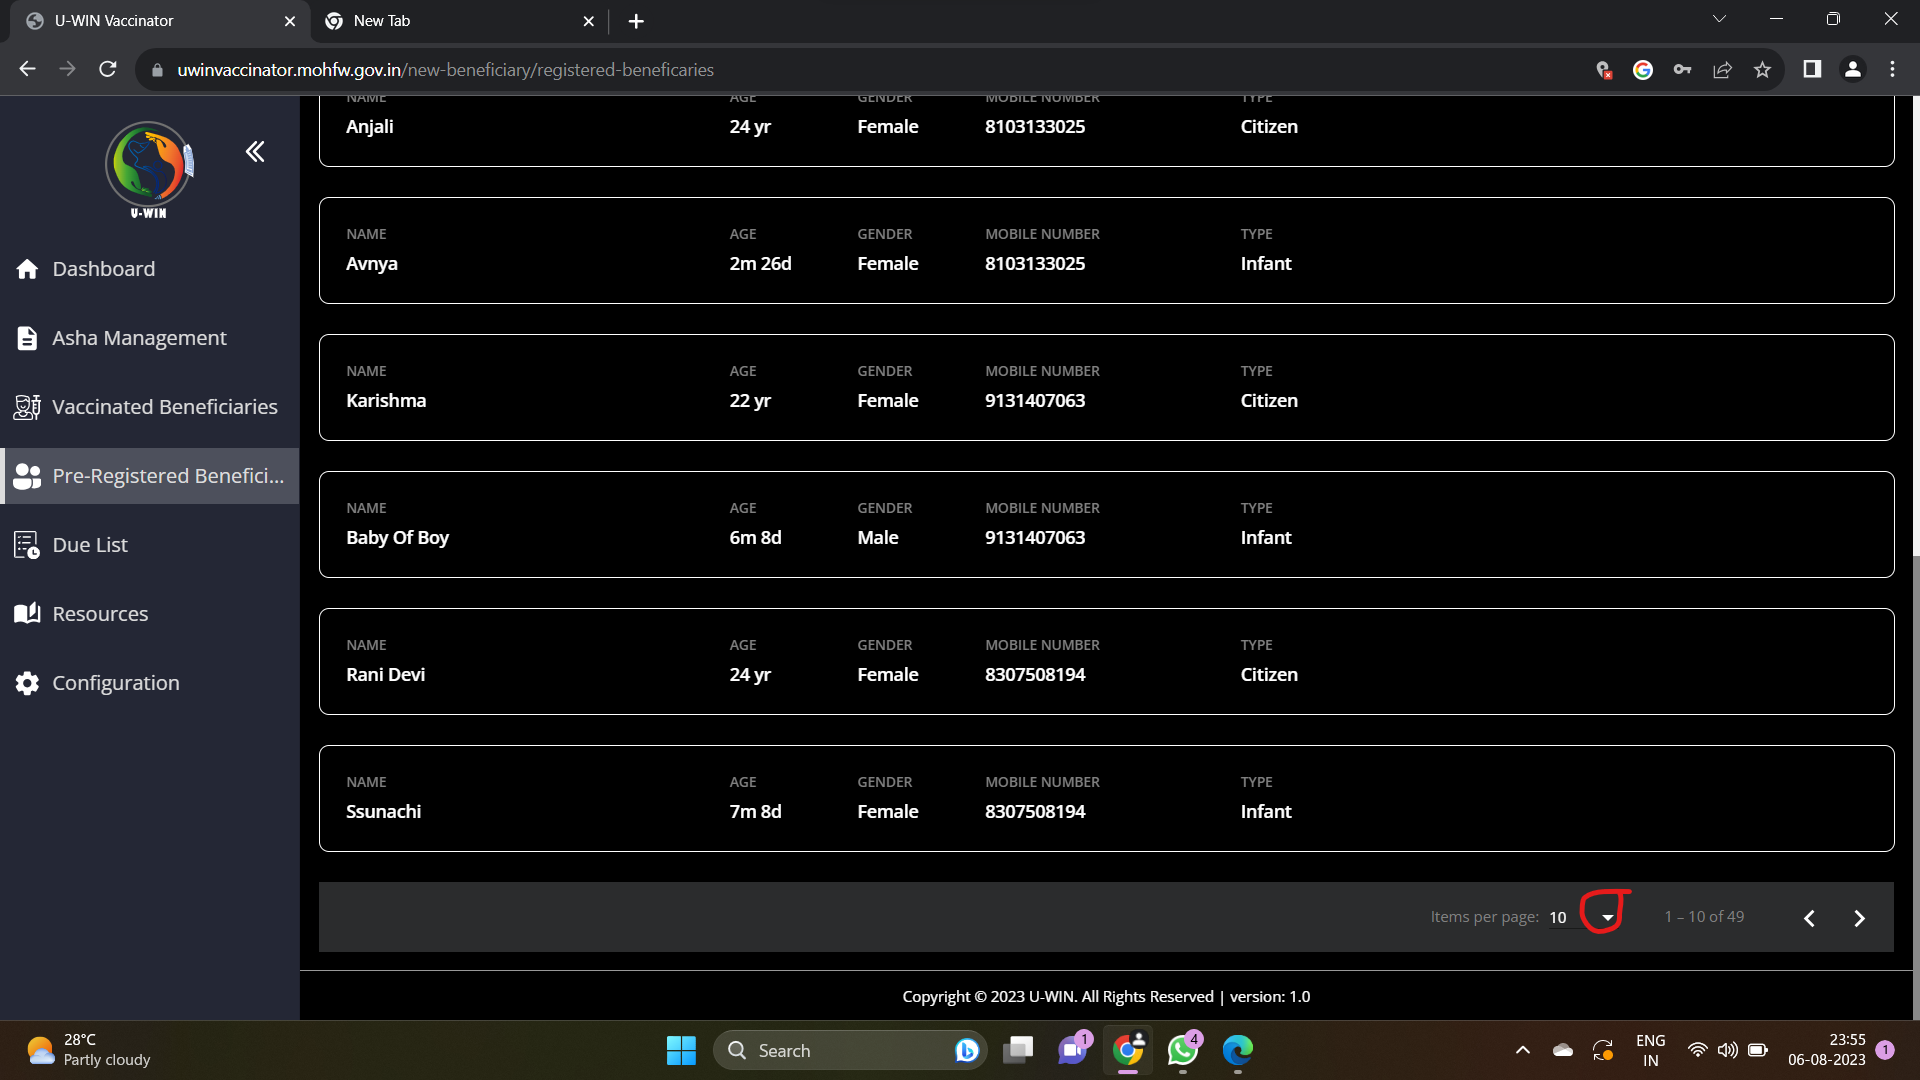 U-WIN Vaccinator
New Tab
uwinvaccinator.mohfw.gov.in/new-beneficiary/registered-beneficaries
U-WIN
Dashboard
Asha Management
Vaccinated Beneficiaries
Pre-Registered Benefici...
Due List
Resources
Configuration
NAME AGE GENDER MOBILE NUMBER TYPE
Anjali 24 yr Female 8103133025 Citizen
NAME AGE GENDER MOBILE NUMBER TYPE
Avnya 2m 26d Female 8103133025 Infant
NAME AGE GENDER MOBILE NUMBER TYPE
Karishma 22 yr Female 9131407063 Citizen
NAME AGE GENDER MOBILE NUMBER TYPE
Baby Of Boy 6m 8d Male 9131407063 Infant
NAME AGE GENDER MOBILE NUMBER TYPE
Rani Devi 24 yr Female 8307508194 Citizen
NAME AGE GENDER MOBILE NUMBER TYPE
Ssunachi 7m 8d Female 8307508194 Infant
Items per page: 10 1 – 10 of 49
Copyright © 2023 U-WIN. All Rights Reserved | version: 1.0
28°C
Partly cloudy
Search
1
4
ENG
IN
23:55
06-08-2023
1